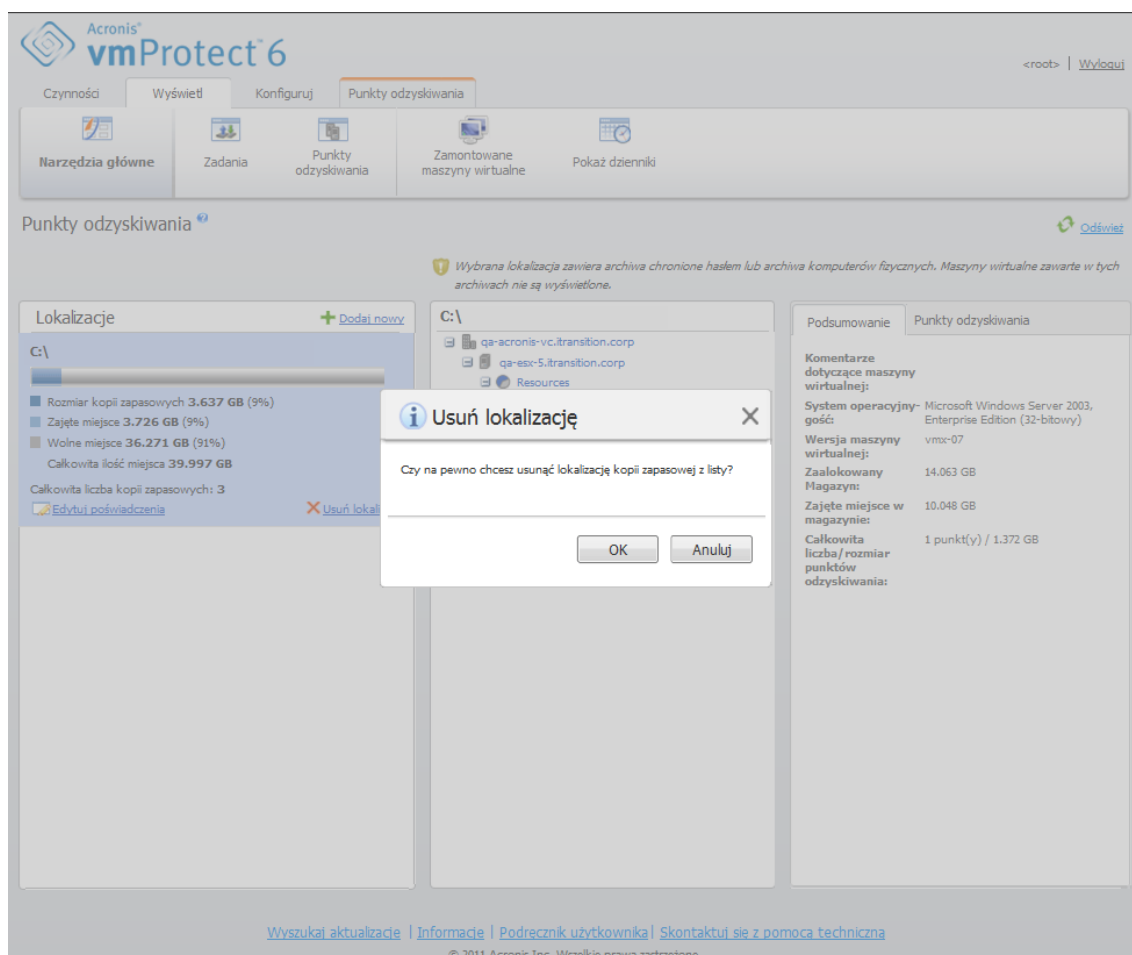 Acronis®
vmProtect™ 6
<root> | Wyloguj
Czynności Wyświetl Konfiguruj Punkty odzyskiwania
Narzędzia główne
Zadania
Punkty
odzyskiwania
Zamontowane
maszyny wirtualne
Pokaż dzienniki
Punkty odzyskiwania
Odśwież
Wybrana lokalizacja zawiera archiwa chronione hasłem lub archiwa komputerów fizycznych. Maszyny wirtualne zawarte w tych
archiwach nie są wyświetlone.
Lokalizacje
Dodaj nowy
C:\
Rozmiar kopii zapasowych 3.637 GB (9%)
Zajęte miejsce 3.726 GB (9%)
Wolne miejsce 36.271 GB (91%)
Całkowita ilość miejsca 39.997 GB
Całkowita liczba kopii zapasowych: 3
Edytuj poświadczenia
Usuń lokali
C:\
qa-acronis-vc.itransition.corp
qa-esx-5.itransition.corp
Resources
Usuń lokalizację
Czy na pewno chcesz usunąć lokalizację kopii zapasowej z listy?
OK Anuluj
Podsumowanie Punkty odzyskiwania
Komentarze
dotyczące maszyny
wirtualnej:
System operacyjny- Microsoft Windows Server 2003,
gość: Enterprise Edition (32-bitowy)
Wersja maszyny vmx-07
wirtualnej:
Zaalokowany 14.063 GB
Magazyn:
Zajęte miejsce w 10.048 GB
magazynie:
Całkowita 1 punkt(y) / 1.372 GB
liczba/rozmiar
punktów
odzyskiwania:
Wyszukaj aktualizacje | Informacje | Podręcznik użytkownika | Skontaktuj się z pomocą techniczną
© 2011 Acronis Inc. Wszelkie prawa zastrzeżone